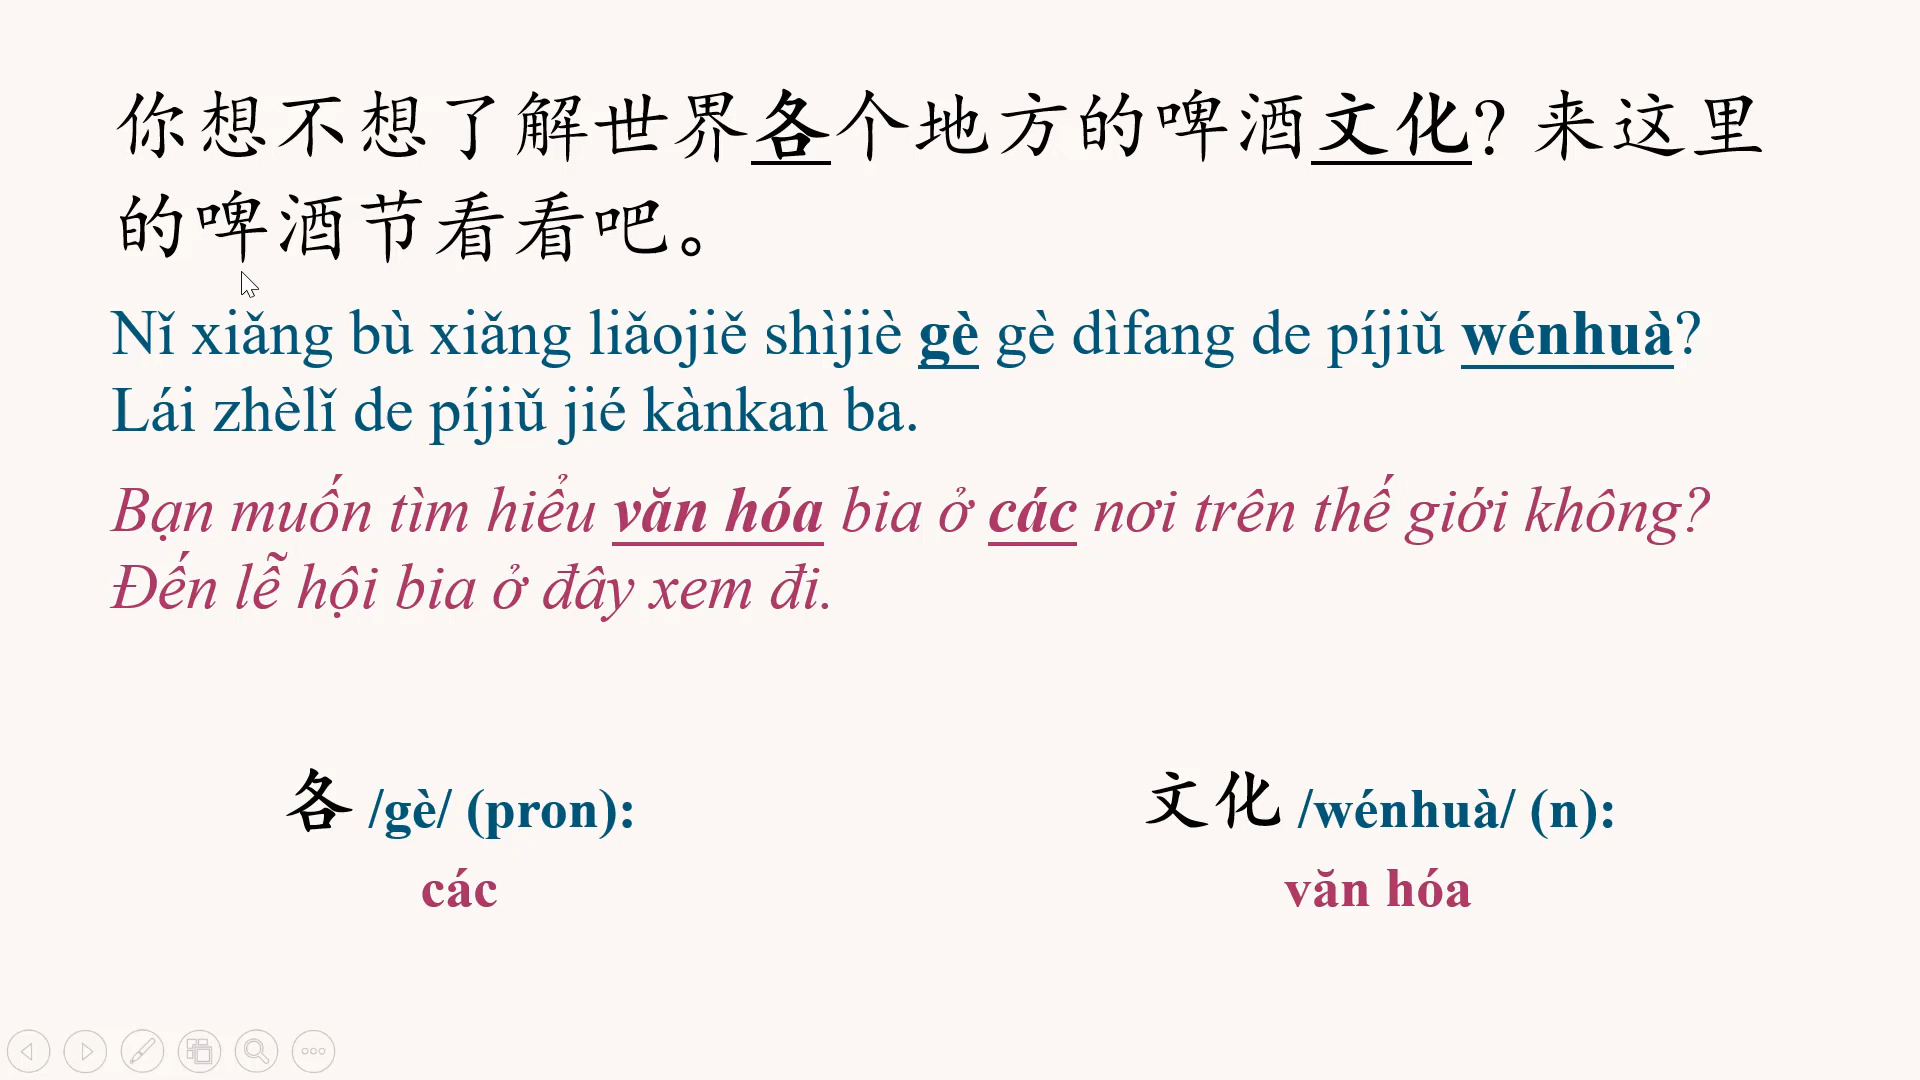 你想不想了解世界各个地方的啤酒文化? 来这里
的啤酒节看看吧。
Nǐ xiǎng bù xiǎng liǎojiě shìjiè gè gè dìfang de píjiǔ wénhuà?
Lái zhèlǐ de píjiǔ jié kànkan ba.
Bạn muốn tìm hiểu văn hóa bia ở các nơi trên thế giới không?
Đến lễ hội bia ở đây xem đi.
各 /gè/ (pron):
các
文化 /wénhuà/ (n):
văn hóa